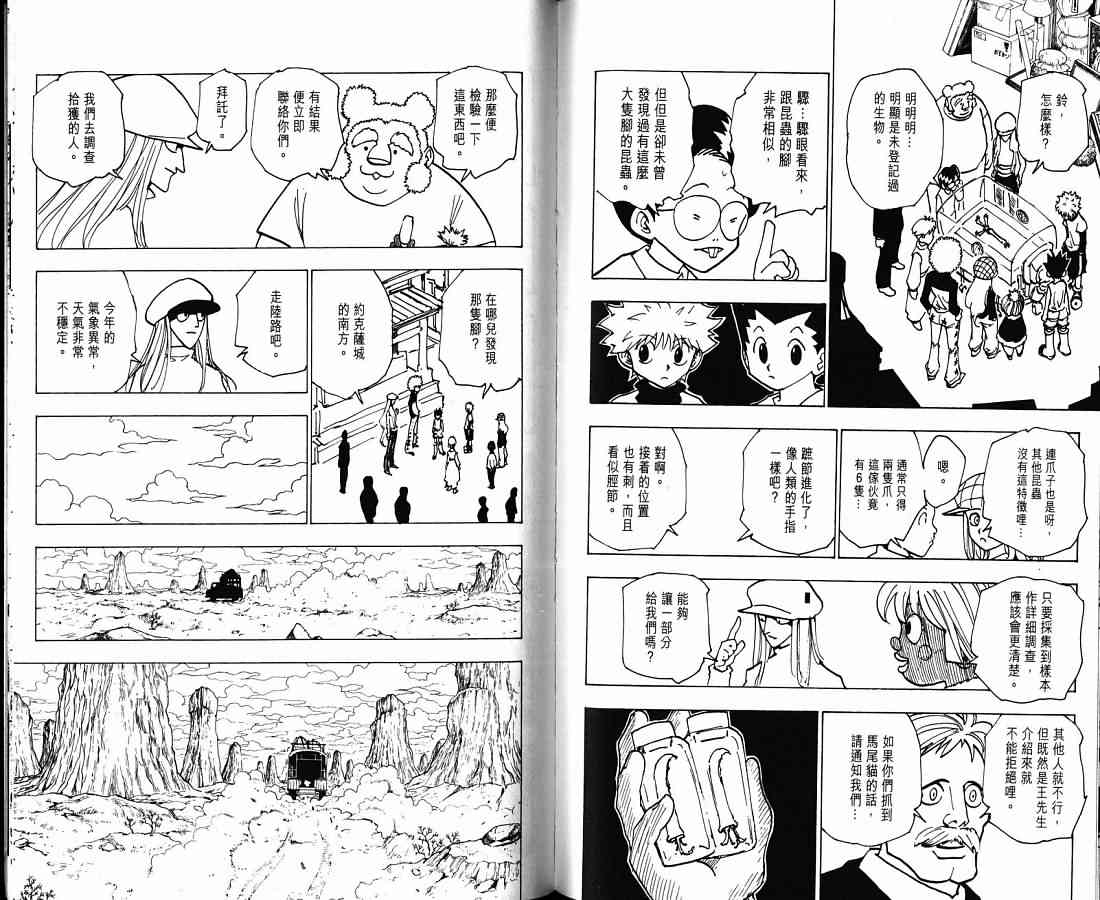 鈴，
怎麼樣？
明明明：
明顯是未登記過
的生物。
驟…驟眼看來，
跟昆蟲的腳
非常相似，
但但是卻未曾
發現過有這麼
大隻腳的昆蟲。
連爪子也是呀，
其他昆蟲
沒有這特徵哩…
嗯。
通常只得
兩隻爪，
這傢伙竟
有6隻…
蹠節進化了，
像人類的手指
一樣吧？
對啊。
接着的位置
也有刺，而且
看似脛節。
只要採集到樣本
作詳細調查，
應該會更清楚。
能夠
讓一部分
給我們嗎？
其他人就不行，
但既然是王先生
介紹來就
不能拒絕哩。
如果你們抓到
馬尾貓的話
請通知我們…
那麼便
檢驗一下
這東西吧。
有結果
便立即
聯絡你們。
拜託了。
我們去調查
拾獲的人。
在哪兒發現
那隻腳？
約克薩城
的南方。
走陸路吧。
今年的
氣象異常，
天氣非常
不穩定。